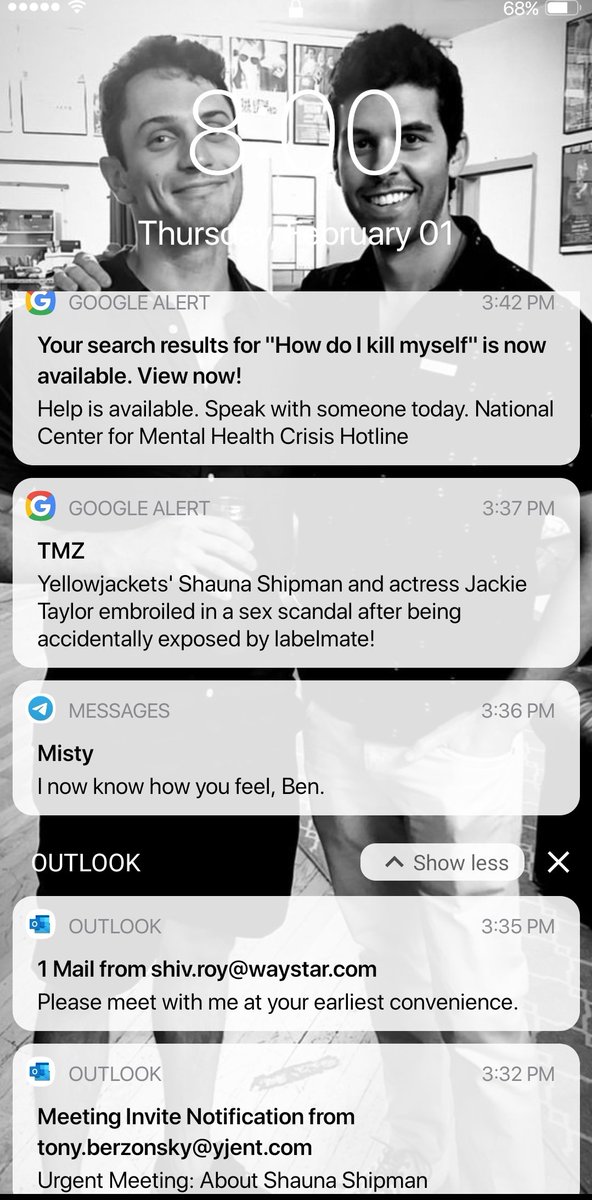 68%
8:00
Thursday, February 01
GOOGLE ALERT 3:42 PM
Your search results for "How do I kill myself" is now
available. View now!
Help is available. Speak with someone today. National
Center for Mental Health Crisis Hotline
GOOGLE ALERT 3:37 PM
TMZ
Yellowjackets' Shauna Shipman and actress Jackie
Taylor embroiled in a sex scandal after being
accidentally exposed by labelmate!
MESSAGES 3:36 PM
Misty
I now know how you feel, Ben.
OUTLOOK Show less
OUTLOOK 3:35 PM
1 Mail from shiv.roy@waystar.com
Please meet with me at your earliest convenience.
OUTLOOK 3:32 PM
Meeting Invite Notification from
tony.berzonsky@yjent.com
Urgent Meeting: About Shauna Shipman